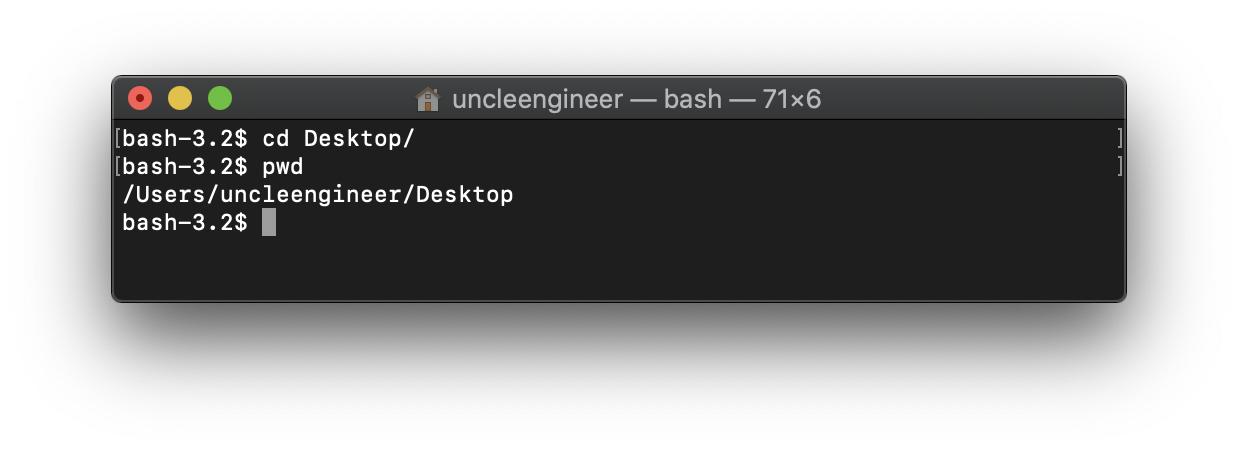 uncleengineer — bash — 71×6
[bash-3.2$ cd Desktop/ ]
[bash-3.2$ pwd ]
/Users/uncleengineer/Desktop
bash-3.2$